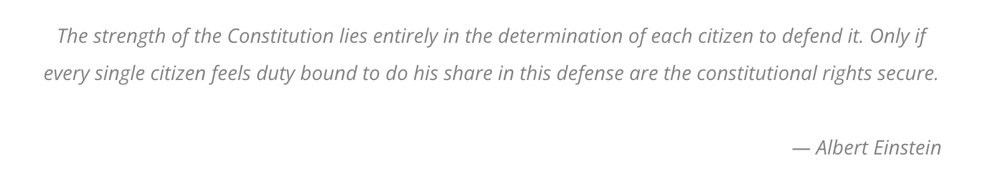 The strength of the Constitution lies entirely in the determination of each citizen to defend it. Only if
every single citizen feels duty bound to do his share in this defense are the constitutional rights secure.
— Albert Einstein